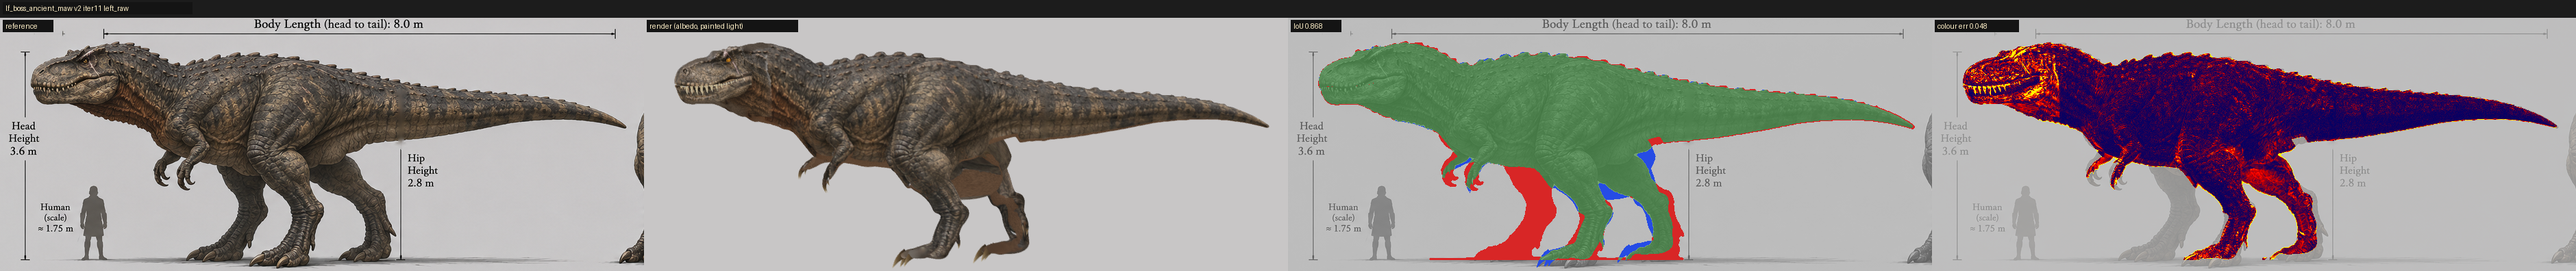 lf_boss_ancient_maw v2 iter11 left_raw
reference
Body Length (head to tail): 8.0 m
Head
Height
3.6 m
Hip
Height
2.8 m
Human
(scale)
≈ 1.75 m
render (albedo, painted light)
IoU 0.868
Body Length (head to tail): 8.0 m
Head
Height
3.6 m
Hip
Height
2.8 m
Human
(scale)
≈ 1.75 m
colour err 0.048
Body Length (head to tail): 8.0 m
Head
Height
3.6 m
Hip
Height
2.8 m
Human
(scale)
≈ 1.75 m